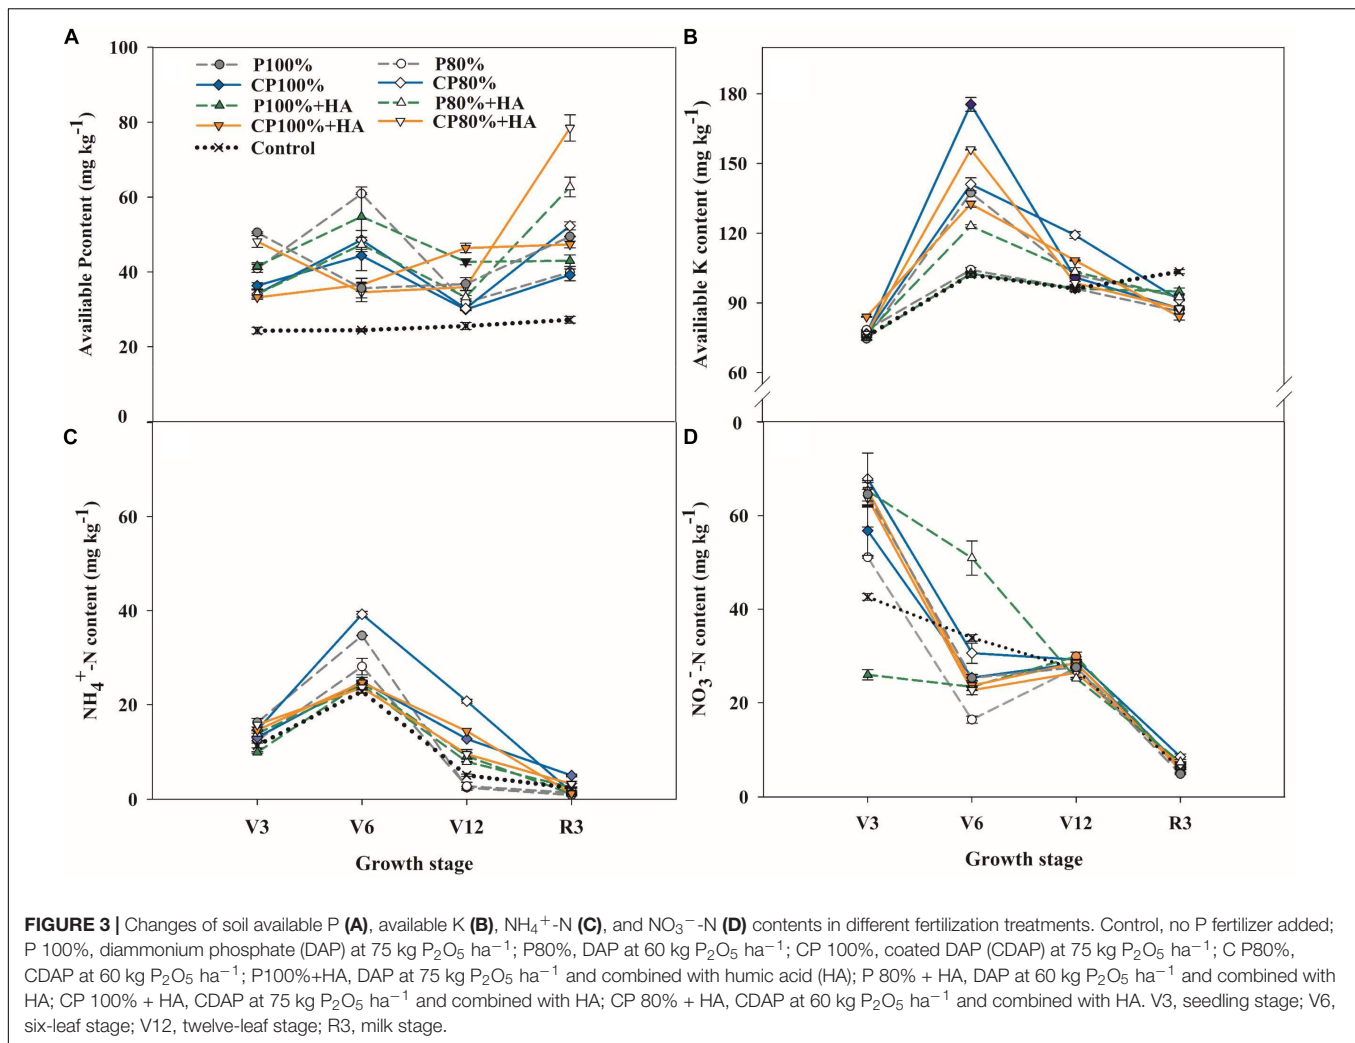 A
B
100
80
60
40
20
0
Availiable Pcontent (mg kg⁻¹)
P100%
P80%
CP100%
CP80%
P100%+HA
P80%+HA
CP100%+HA
CP80%+HA
Control
180
150
120
90
60
0
Availiable K content (mg kg⁻¹)
C
D
60
40
20
0
NH₄⁺-N content (mg kg⁻¹)
V3
V6
V12
R3
Growth stage
60
40
20
0
NO₃⁻-N content (mg kg⁻¹)
V3
V6
V12
R3
Growth stage
FIGURE 3 | Changes of soil available P (A), available K (B), NH₄⁺-N (C), and NO₃⁻-N (D) contents in different fertilization treatments. Control, no P fertilizer added;
P 100%, diammonium phosphate (DAP) at 75 kg P₂O₅ ha⁻¹; P80%, DAP at 60 kg P₂O₅ ha⁻¹; CP 100%, coated DAP (CDAP) at 75 kg P₂O₅ ha⁻¹; C P80%,
CDAP at 60 kg P₂O₅ ha⁻¹; P100%+HA, DAP at 75 kg P₂O₅ ha⁻¹ and combined with humic acid (HA); P 80% + HA, DAP at 60 kg P₂O₅ ha⁻¹ and combined with
HA; CP 100% + HA, CDAP at 75 kg P₂O₅ ha⁻¹ and combined with HA; CP 80% + HA, CDAP at 60 kg P₂O₅ ha⁻¹ and combined with HA. V3, seedling stage; V6,
six-leaf stage; V12, twelve-leaf stage; R3, milk stage.